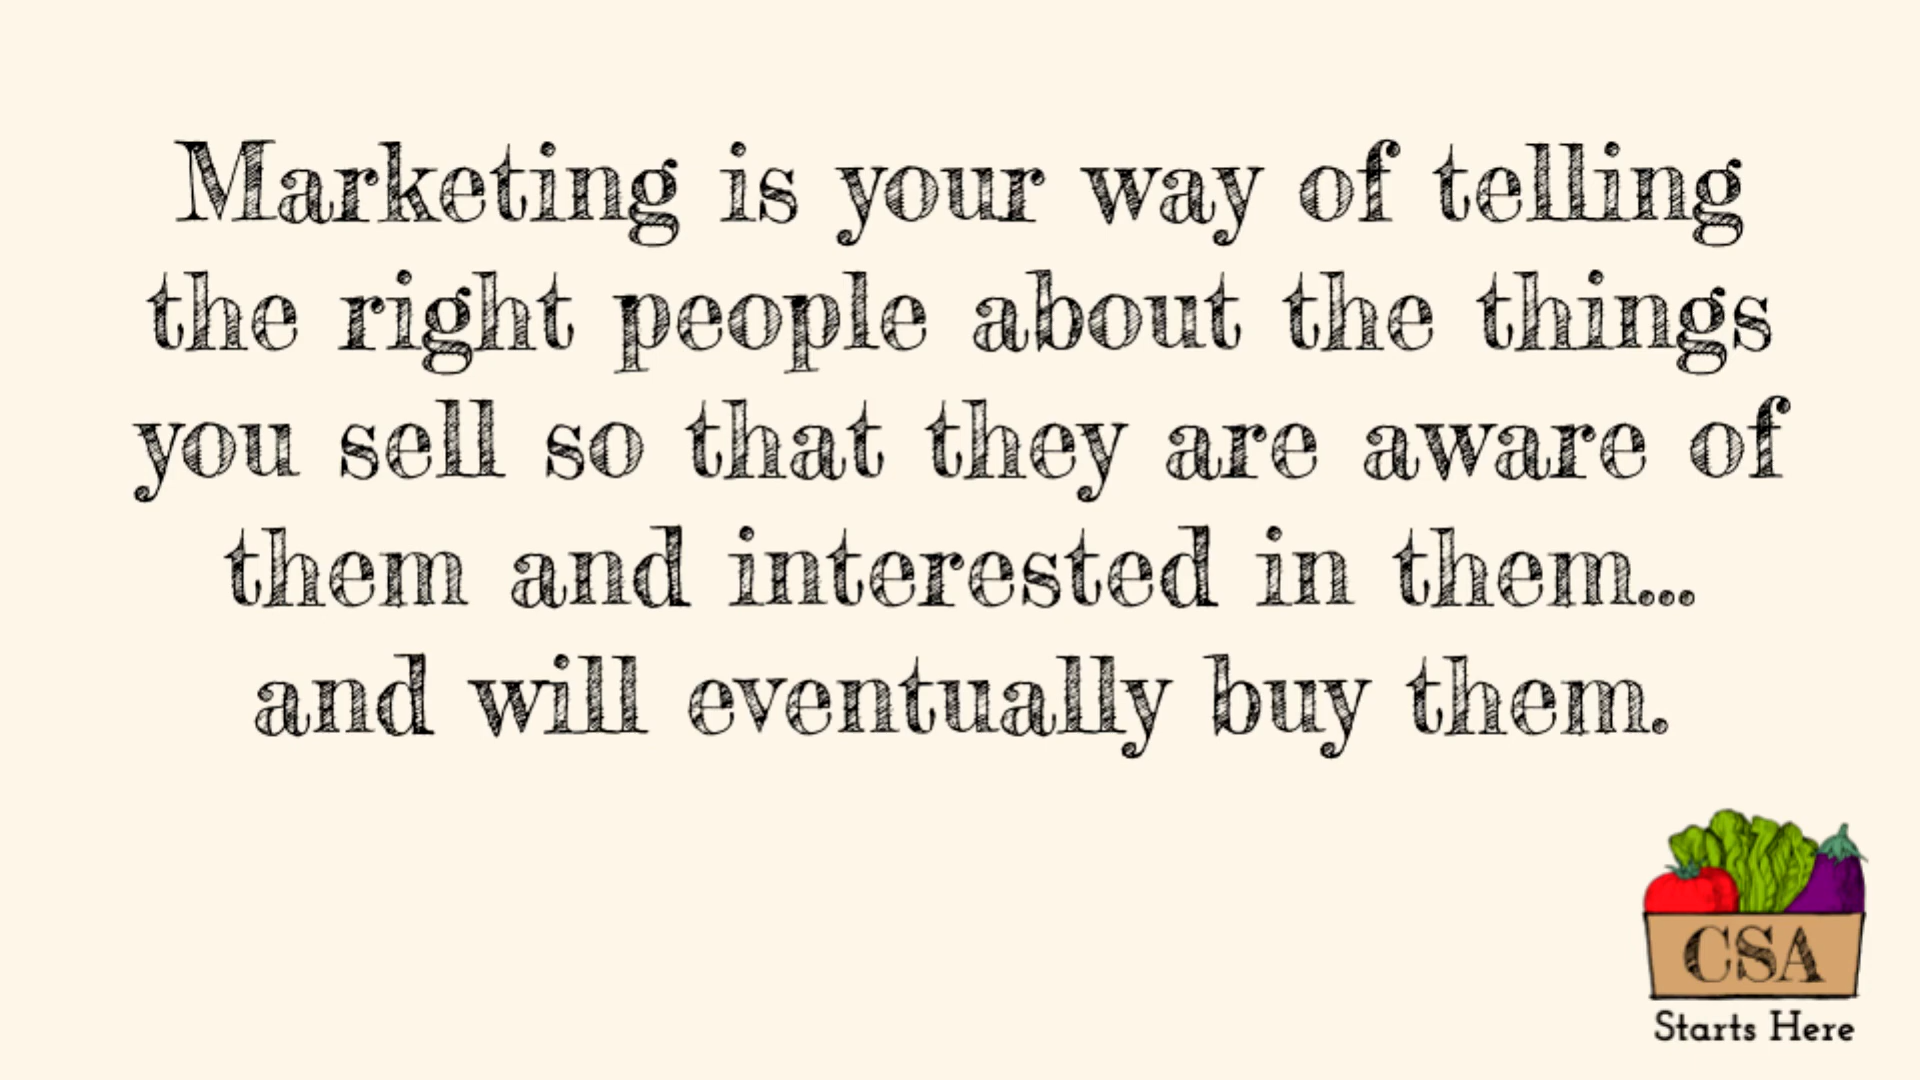 Marketing is your way of telling
the right people about the things
you sell so that they are aware of
them and interested in them...
and will eventually buy them.
CSA
Starts Here